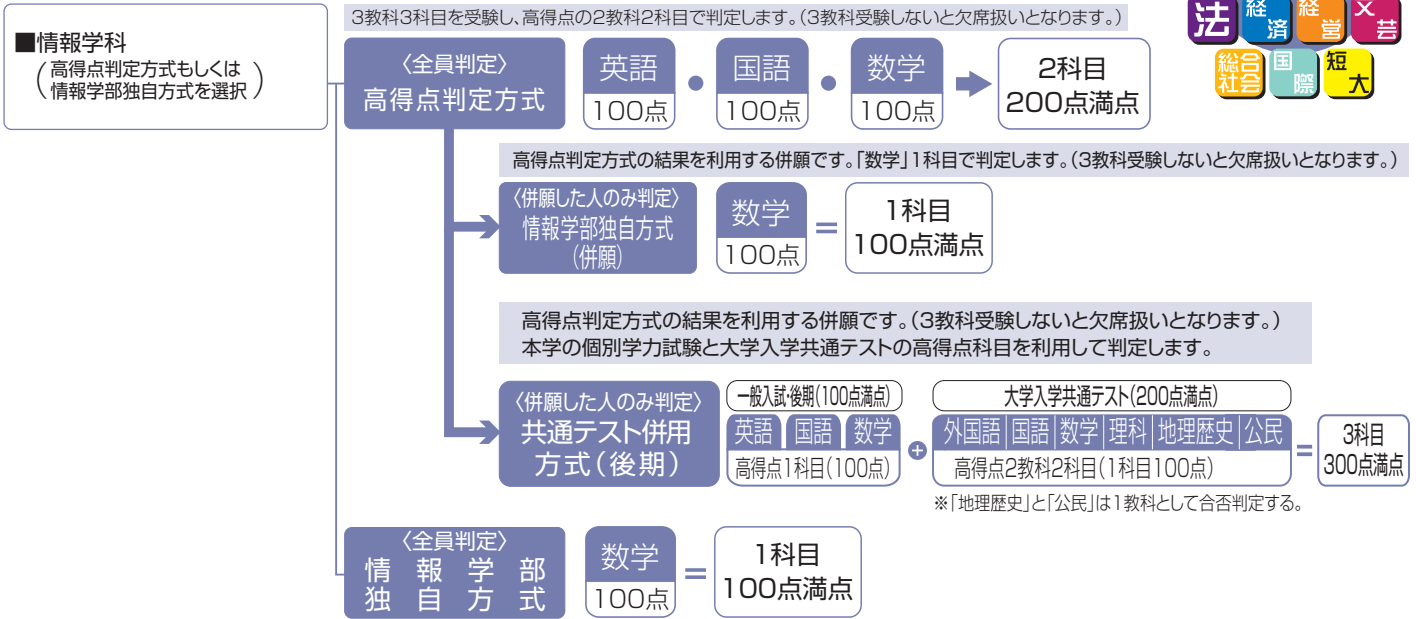 3教科3科目を受験し、高得点の2教科2科目で判定します。(3教科受験しないと欠席扱いとなります。)
法
経済
経営
文芸
総合社会
国際
短大
■情報学科
(高得点判定方式もしくは
情報学部独自方式を選択)
〈全員判定〉
高得点判定方式
英語
100点
・
国語
100点
・
数学
100点
2科目
200点満点
高得点判定方式の結果を利用する併願です。「数学」1科目で判定します。(3教科受験しないと欠席扱いとなります。)
〈併願した人のみ判定〉
情報学部独自方式
(併願)
数学
100点
=
1科目
100点満点
高得点判定方式の結果を利用する併願です。(3教科受験しないと欠席扱いとなります。)
本学の個別学力試験と大学入学共通テストの高得点科目を利用して判定します。
〈併願した人のみ判定〉
共通テスト併用
方式(後期)
一般入試・後期(100点満点)
英語 国語 数学
高得点1科目(100点)
+
大学入学共通テスト(200点満点)
外国語 国語 数学 理科 地理歴史 公民
高得点2教科2科目(1科目100点)
=
3科目
300点満点
※「地理歴史」と「公民」は1教科として合否判定する。
〈全員判定〉
情報学部
独自方式
数学
100点
=
1科目
100点満点